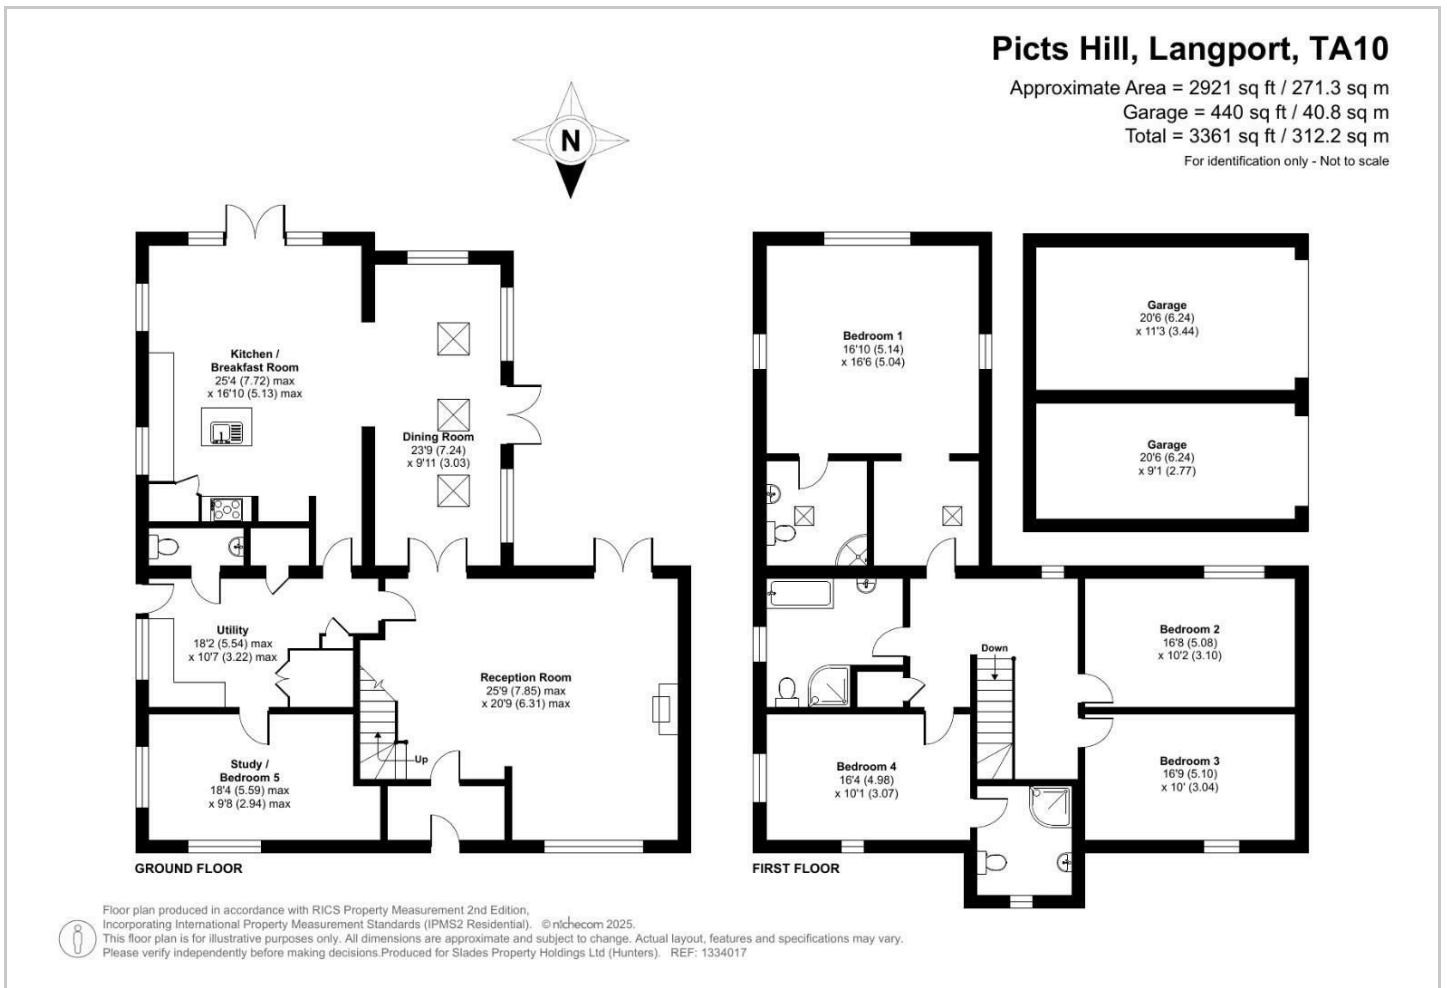 Picts Hill, Langport, TA10
Approximate Area = 2921 sq ft / 271.3 sq m
Garage = 440 sq ft / 40.8 sq m
Total = 3361 sq ft / 312.2 sq m
For identification only - Not to scale
N
Kitchen /
Breakfast Room
25'4 (7.72) max
x 16'10 (5.13) max
Dining Room
23'9 (7.24)
x 9'11 (3.03)
Utility
18'2 (5.54) max
x 10'7 (3.22) max
Reception Room
25'9 (7.85) max
x 20'9 (6.31) max
Up
Study /
Bedroom 5
18'4 (5.59) max
x 9'8 (2.94) max
GROUND FLOOR
Bedroom 1
16'10 (5.14)
x 16'6 (5.04)
Garage
20'6 (6.24)
x 11'3 (3.44)
Garage
20'6 (6.24)
x 9'1 (2.77)
Down
Bedroom 2
16'8 (5.08)
x 10'2 (3.10)
Bedroom 4
16'4 (4.98)
x 10'1 (3.07)
Bedroom 3
16'9 (5.10)
x 10' (3.04)
FIRST FLOOR
Floor plan produced in accordance with RICS Property Measurement 2nd Edition,
Incorporating International Property Measurement Standards (IPMS2 Residential). © nichecom 2025.
This floor plan is for illustrative purposes only. All dimensions are approximate and subject to change. Actual layout, features and specifications may vary.
Please verify independently before making decisions.Produced for Slades Property Holdings Ltd (Hunters). REF: 1334017